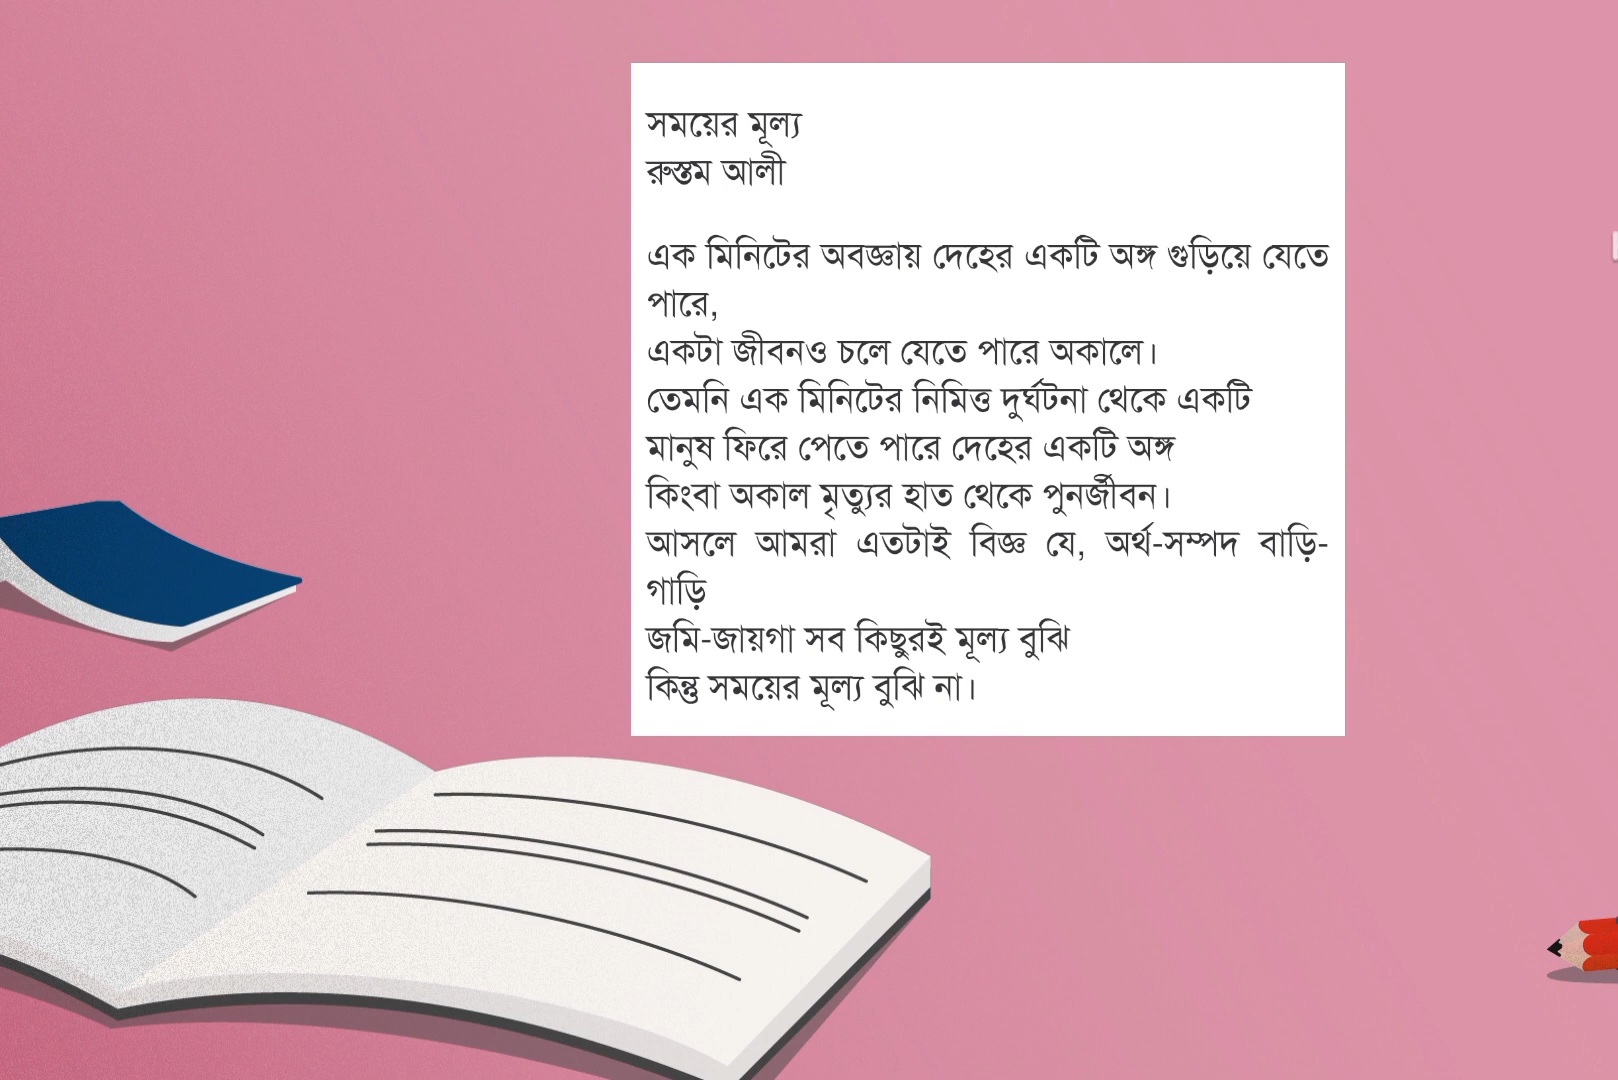 সময়ের মূল্য
রুস্তম আলী
এক মিনিটের অবজ্ঞায় দেহের একটি অঙ্গ গুড়িয়ে যেতে
পারে,
একটা জীবনও চলে যেতে পারে অকালে।
তেমনি এক মিনিটের নিমিত্ত দুর্ঘটনা থেকে একটি
মানুষ ফিরে পেতে পারে দেহের একটি অঙ্গ
কিংবা অকাল মৃত্যুর হাত থেকে পুনর্জীবন।
আসলে আমরা এতটাই বিজ্ঞ যে, অর্থ-সম্পদ বাড়ি-
গাড়ি
জমি-জায়গা সব কিছুরই মূল্য বুঝি
কিন্তু সময়ের মূল্য বুঝি না।